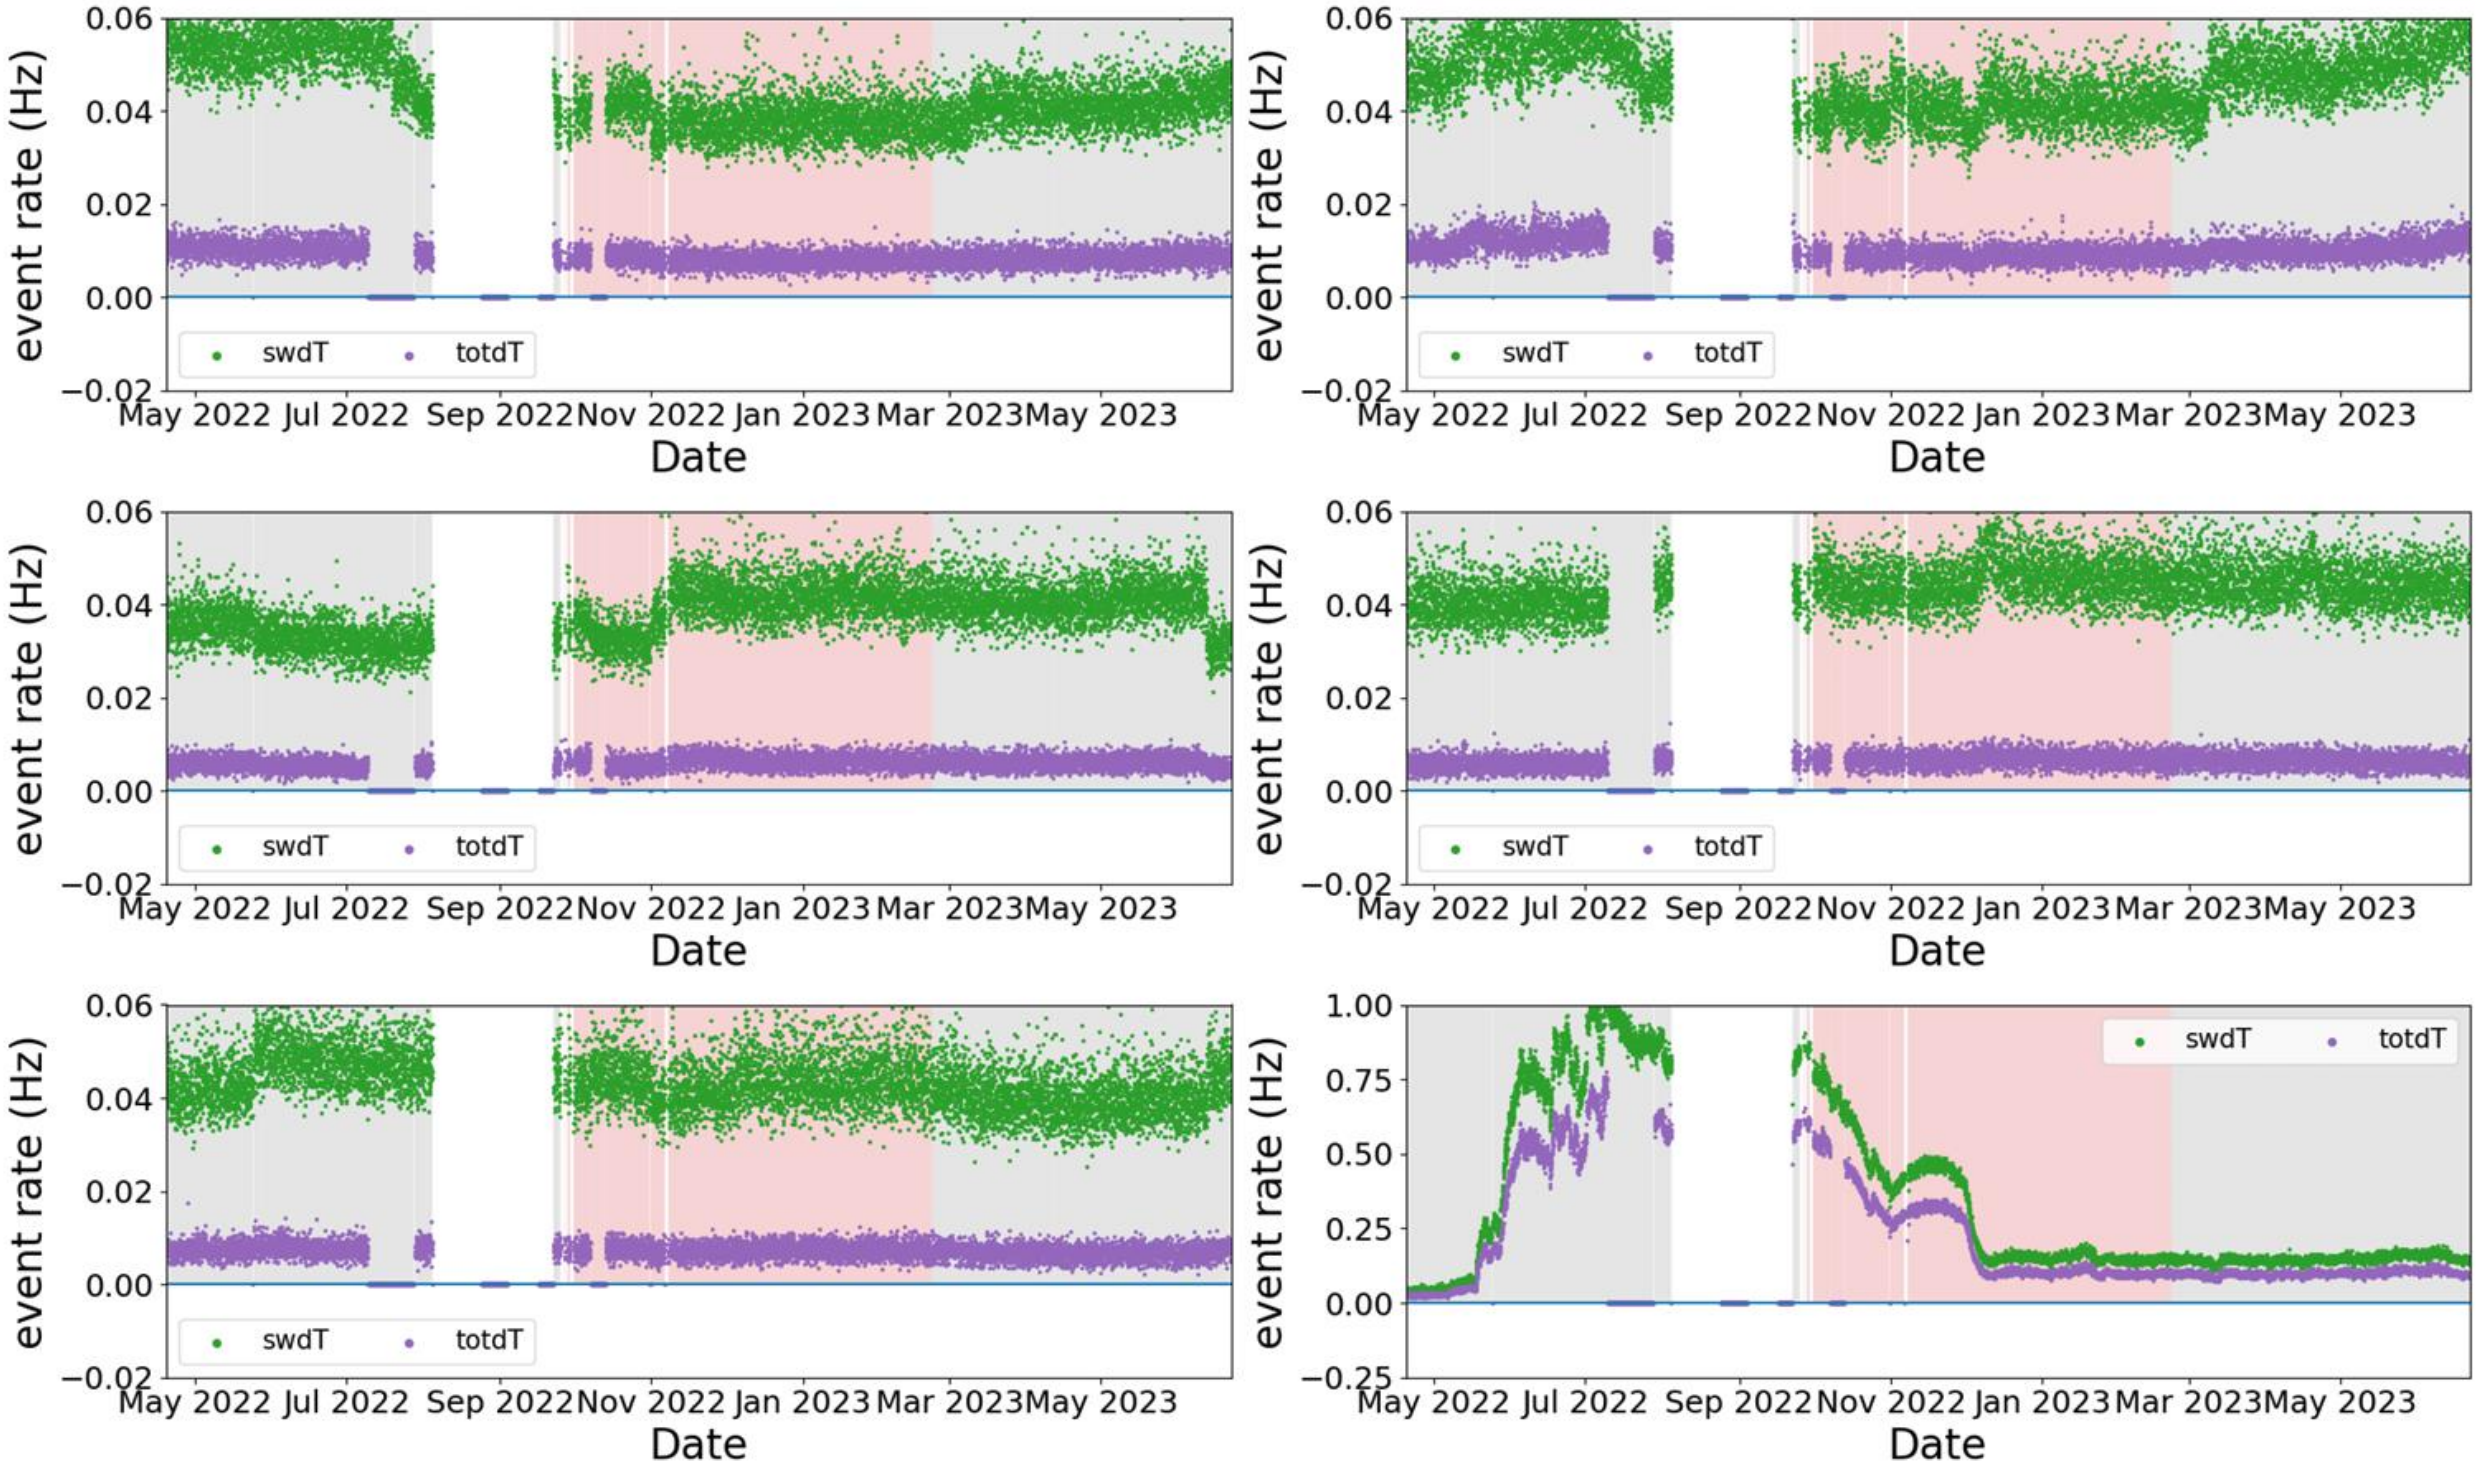 0.06
0.04
0.02
0.00
−0.02
event rate (Hz)
swdT totdT
May 2022 Jul 2022 Sep 2022 Nov 2022 Jan 2023 Mar 2023 May 2023
Date
0.06
0.04
0.02
0.00
−0.02
event rate (Hz)
swdT totdT
May 2022 Jul 2022 Sep 2022 Nov 2022 Jan 2023 Mar 2023 May 2023
Date
0.06
0.04
0.02
0.00
−0.02
event rate (Hz)
swdT totdT
May 2022 Jul 2022 Sep 2022 Nov 2022 Jan 2023 Mar 2023 May 2023
Date
0.06
0.04
0.02
0.00
−0.02
event rate (Hz)
swdT totdT
May 2022 Jul 2022 Sep 2022 Nov 2022 Jan 2023 Mar 2023 May 2023
Date
0.06
0.04
0.02
0.00
−0.02
event rate (Hz)
swdT totdT
May 2022 Jul 2022 Sep 2022 Nov 2022 Jan 2023 Mar 2023 May 2023
Date
1.00
0.75
0.50
0.25
0.00
−0.25
event rate (Hz)
swdT totdT
May 2022 Jul 2022 Sep 2022 Nov 2022 Jan 2023 Mar 2023 May 2023
Date